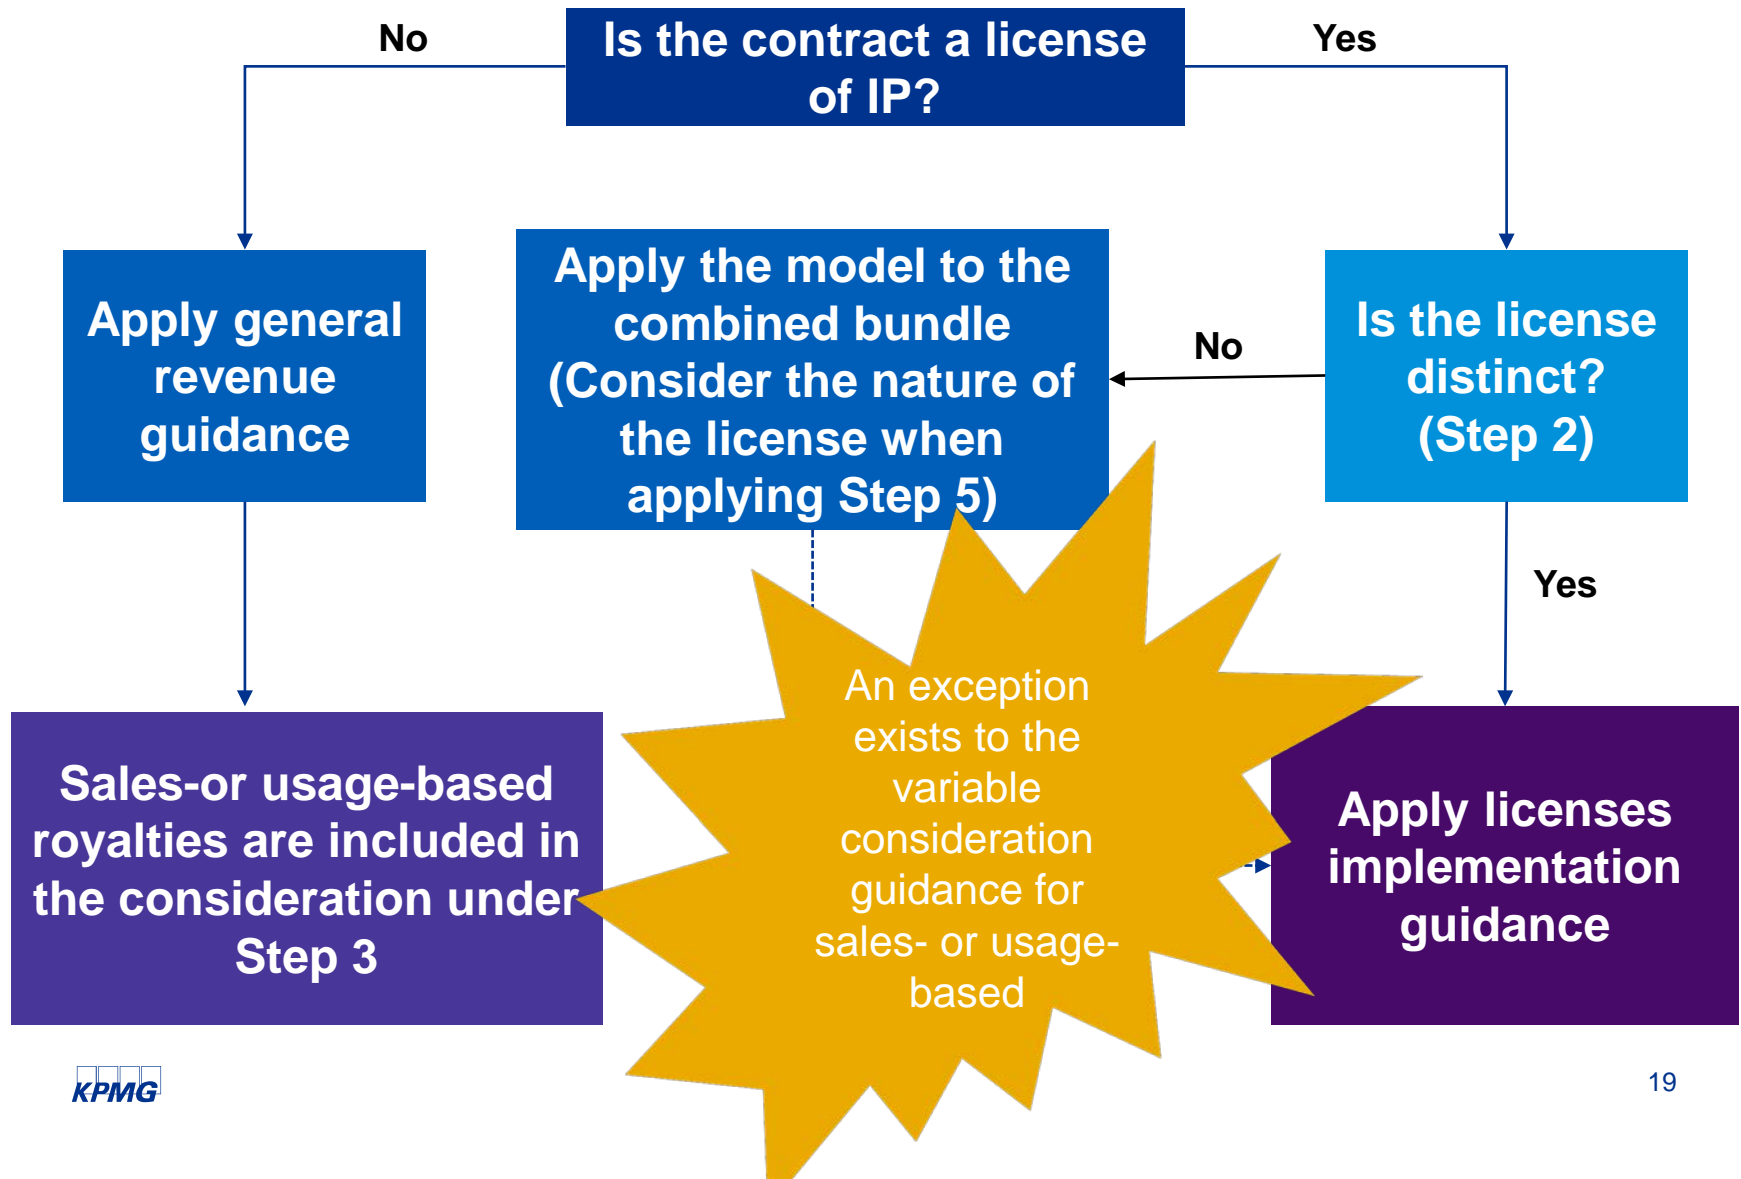 No
Is the contract a license
of IP?
Yes
Apply general
revenue
guidance
Apply the model to the
combined bundle
(Consider the nature of
the license when
applying Step 5)
No
Is the license
distinct?
(Step 2)
Yes
An exception
exists to the
variable
consideration
guidance for
sales- or usage-
based
Sales-or usage-based
royalties are included in
the consideration under
Step 3
Apply licenses
implementation
guidance
KPMG
19